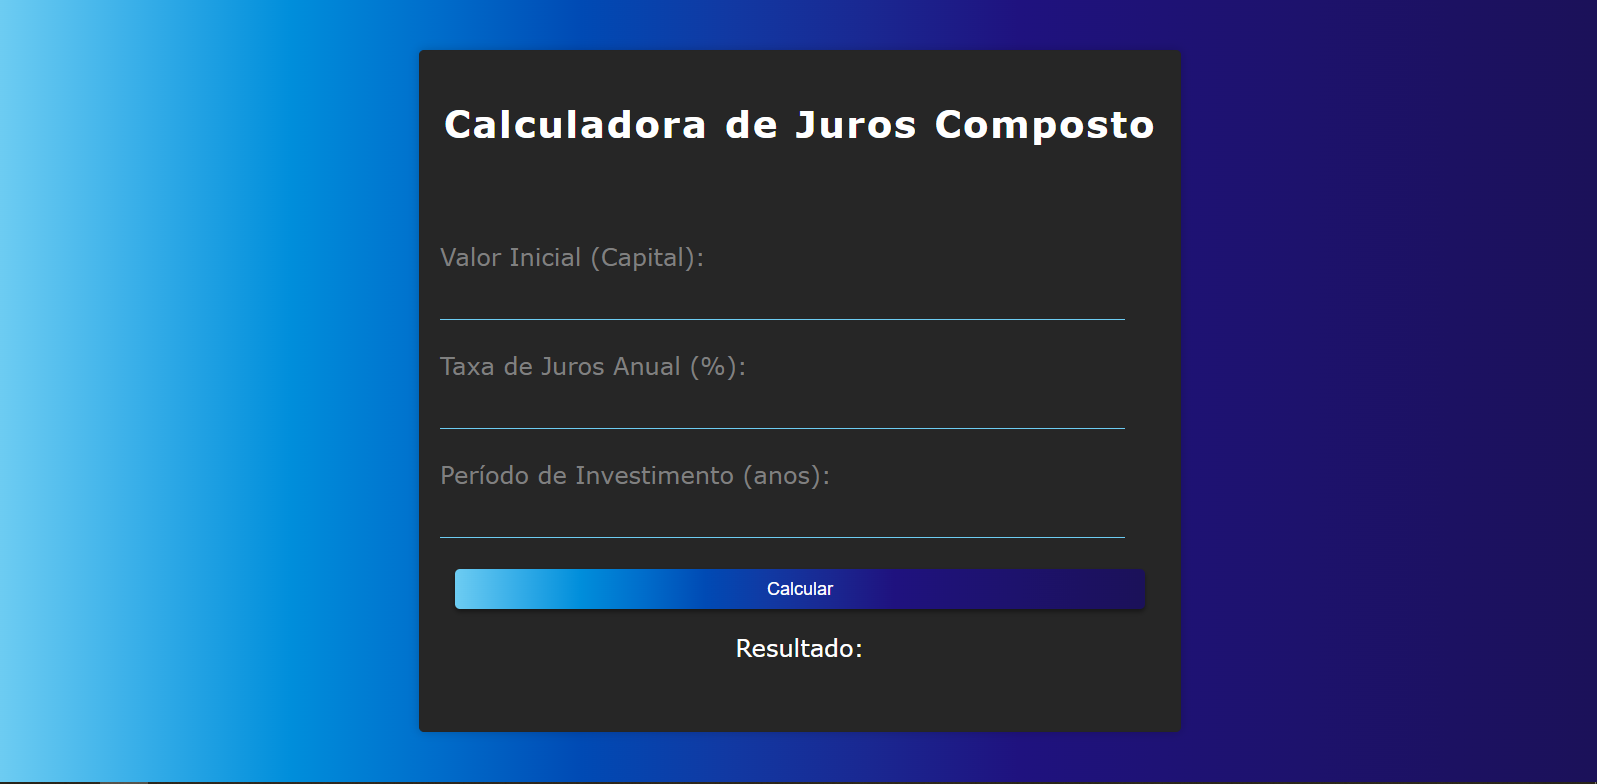 Calculadora de Juros Composto
Valor Inicial (Capital):
Taxa de Juros Anual (%):
Período de Investimento (anos):
Calcular
Resultado: